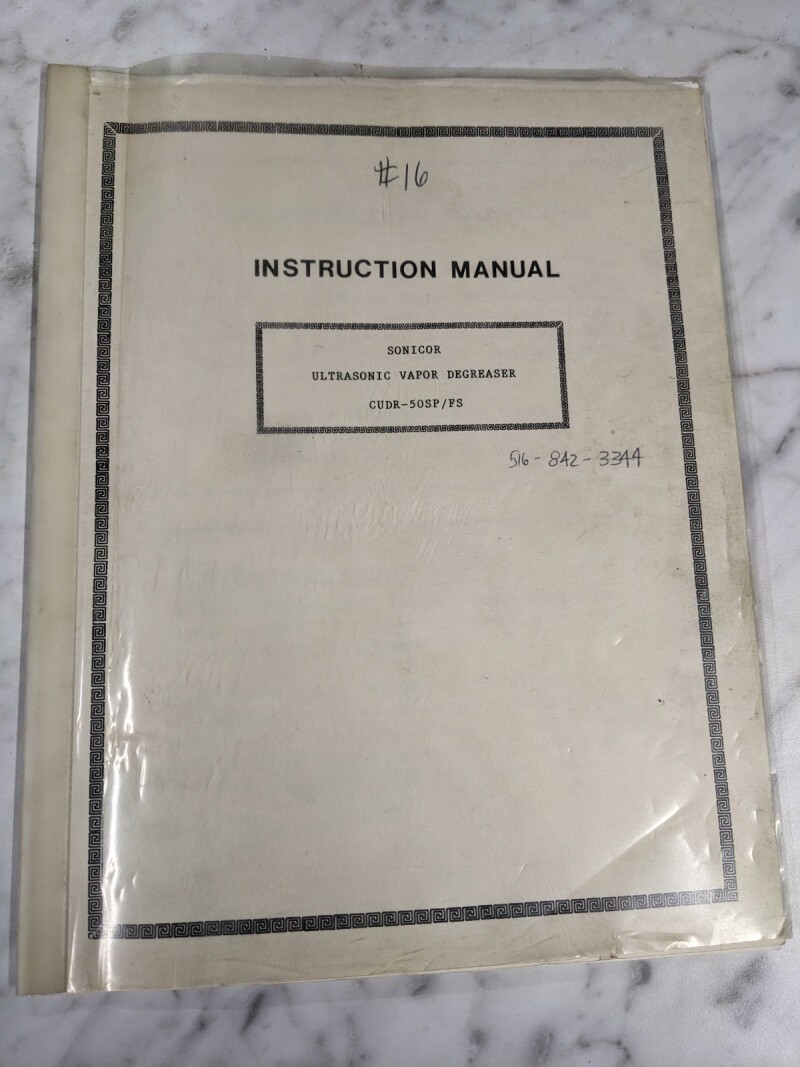 #16
INSTRUCTION MANUAL
SONICOR
ULTRASONIC VAPOR DEGREASER
CUDR-50SP/FS
516-842-3344